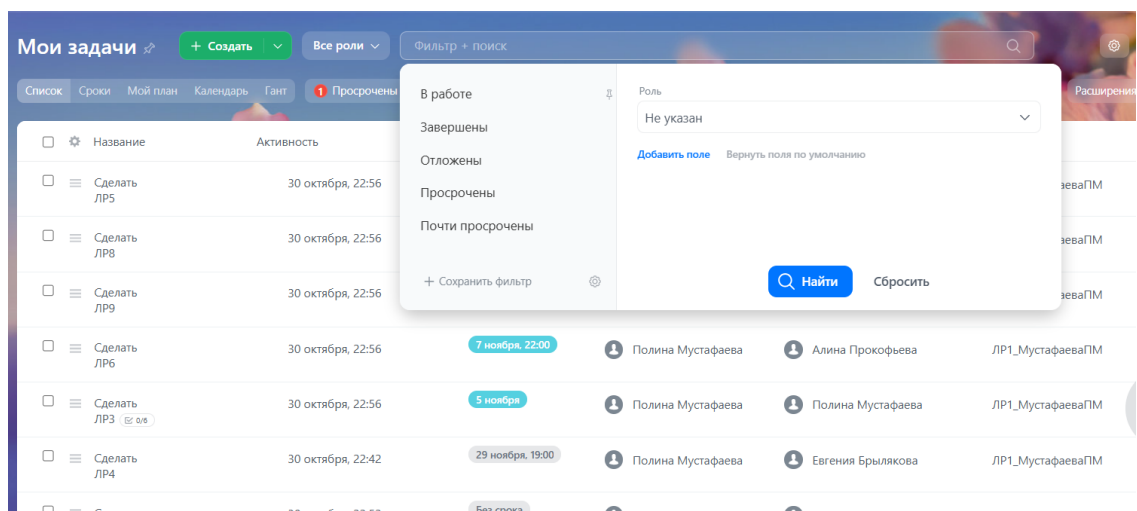 Мои задачи + Создать Все роли Фильтр + поиск
Список Сроки Мой план Календарь Гант 1 Просрочены Расширения
В работе
Завершены
Отложены
Просрочены
Почти просрочены
+ Сохранить фильтр
Роль
Не указан
Добавить поле Вернуть поля по умолчанию
Найти Сбросить
Название Активность
Сделать 30 октября, 22:56
ЛР5
Сделать 30 октября, 22:56 аеваПМ
ЛР8
Сделать 30 октября, 22:56 аеваПМ
ЛР9
Сделать 30 октября, 22:56 7 ноября, 22:00 Полина Мустафаева Алина Прокофьева ЛР1_МустафаеваПМ
ЛР6
Сделать 30 октября, 22:56 5 ноября Полина Мустафаева Полина Мустафаева ЛР1_МустафаеваПМ
ЛР3 0/6
Сделать 30 октября, 22:42 29 ноября, 19:00 Полина Мустафаева Евгения Брылякова ЛР1_МустафаеваПМ
ЛР4
Без срока